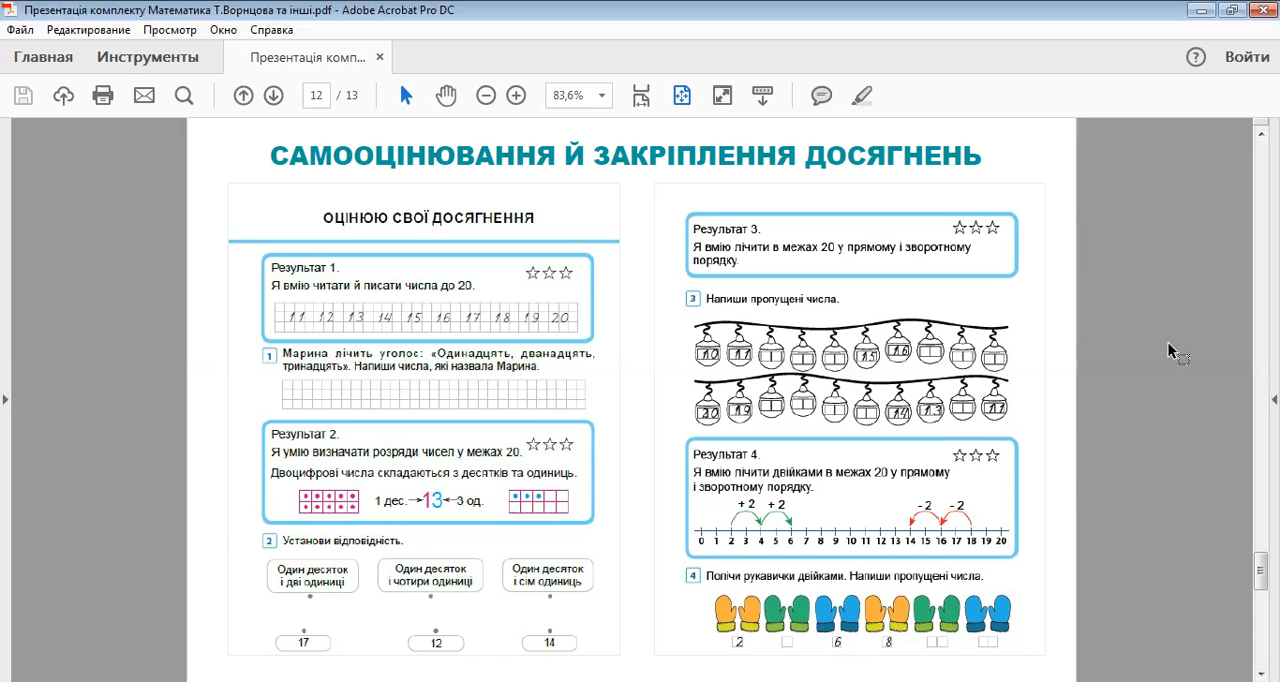 Презентація комплекту Математика Т.Ворнцова та інші.pdf - Adobe Acrobat Pro DC
Файл Редактирование Просмотр Окно Справка
Главная Инструменты Презентація комп... × ? Войти
12 / 13 83,6%
САМООЦІНЮВАННЯ Й ЗАКРІПЛЕННЯ ДОСЯГНЕНЬ
ОЦІНЮЮ СВОЇ ДОСЯГНЕННЯ
Результат 1.
Я вмію читати й писати числа до 20.
11 12 13 14 15 16 17 18 19 20
1 Марина лічить уголос: «Одинадцять, дванадцять,
тринадцять». Напиши числа, які назвала Марина.
Результат 2.
Я умію визначати розряди чисел у межах 20.
Двоцифрові числа складаються з десятків та одиниць.
1 дес.→13←3 од.
2 Установи відповідність.
Один десяток
і дві одиниці
Один десяток
і чотири одиниці
Один десяток
і сім одиниць
17 12 14
Результат 3.
Я вмію лічити в межах 20 у прямому і зворотному
порядку.
3 Напиши пропущені числа.
10 11 15 16
20 19 14 13 11
Результат 4.
Я вмію лічити двійками в межах 20 у прямому
і зворотному порядку.
+ 2 + 2 - 2 - 2
0 1 2 3 4 5 6 7 8 9 10 11 12 13 14 15 16 17 18 19 20
4 Полічи рукавички двійками. Напиши пропущені числа.
2 6 8